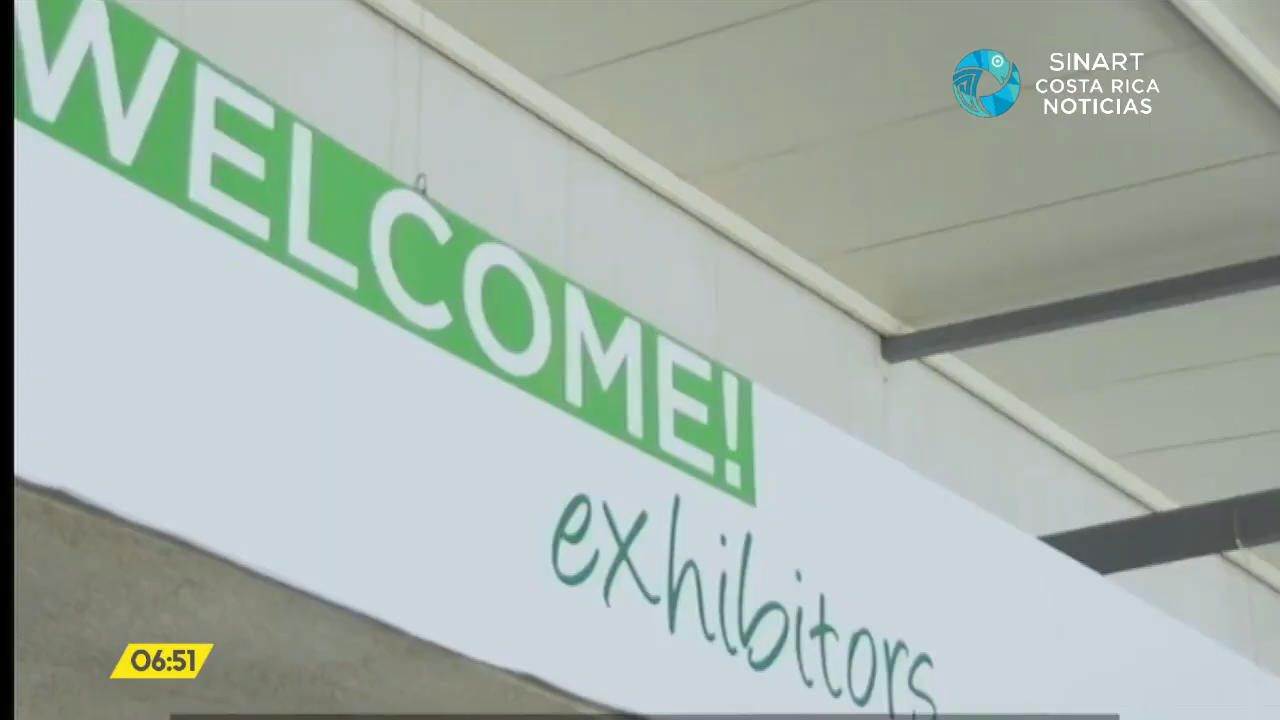 WELCOME!
exhibitors
SINART
COSTA RICA
NOTICIAS
06:51